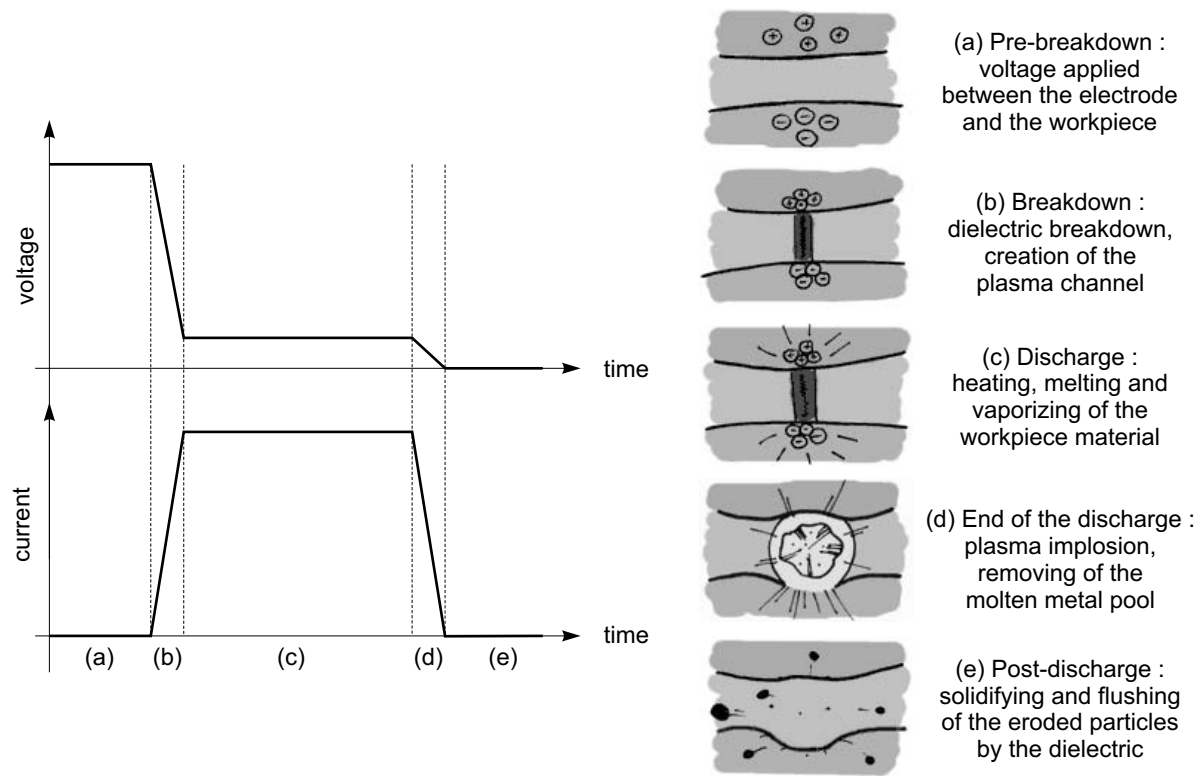 voltage
time
current
time
(a)
(b)
(c)
(d)
(e)
(a) Pre-breakdown :
voltage applied
between the electrode
and the workpiece
(b) Breakdown :
dielectric breakdown,
creation of the
plasma channel
(c) Discharge :
heating, melting and
vaporizing of the
workpiece material
(d) End of the discharge :
plasma implosion,
removing of the
molten metal pool
(e) Post-discharge :
solidifying and flushing
of the eroded particles
by the dielectric